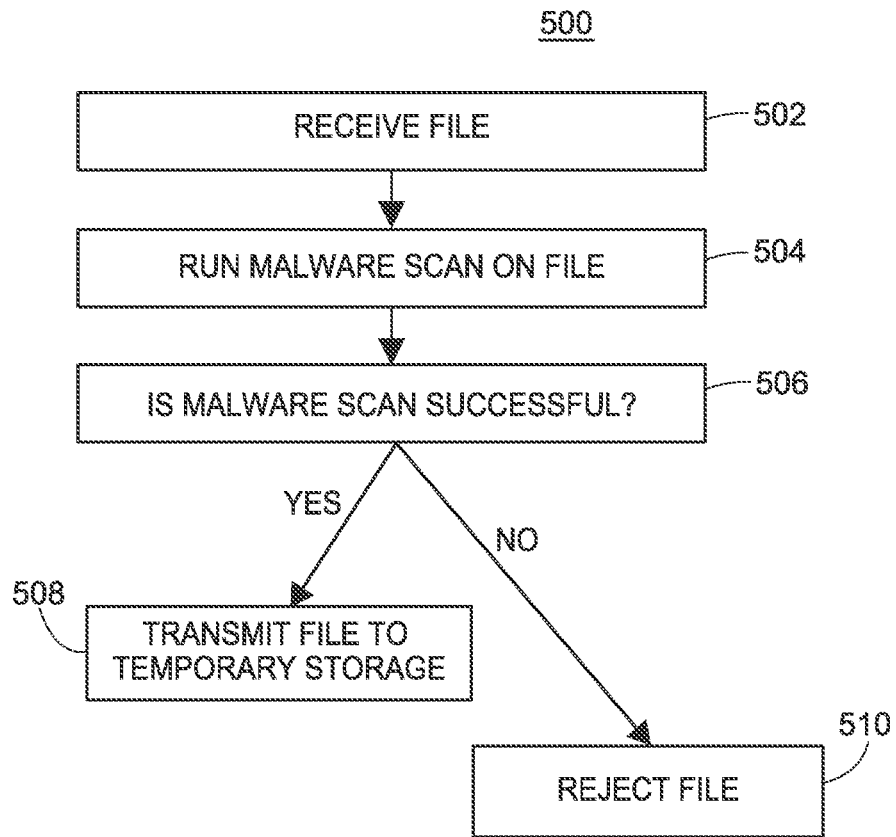 500
RECEIVE FILE
502
RUN MALWARE SCAN ON FILE
504
IS MALWARE SCAN SUCCESSFUL?
506
YES
NO
508
TRANSMIT FILE TO
TEMPORARY STORAGE
510
REJECT FILE